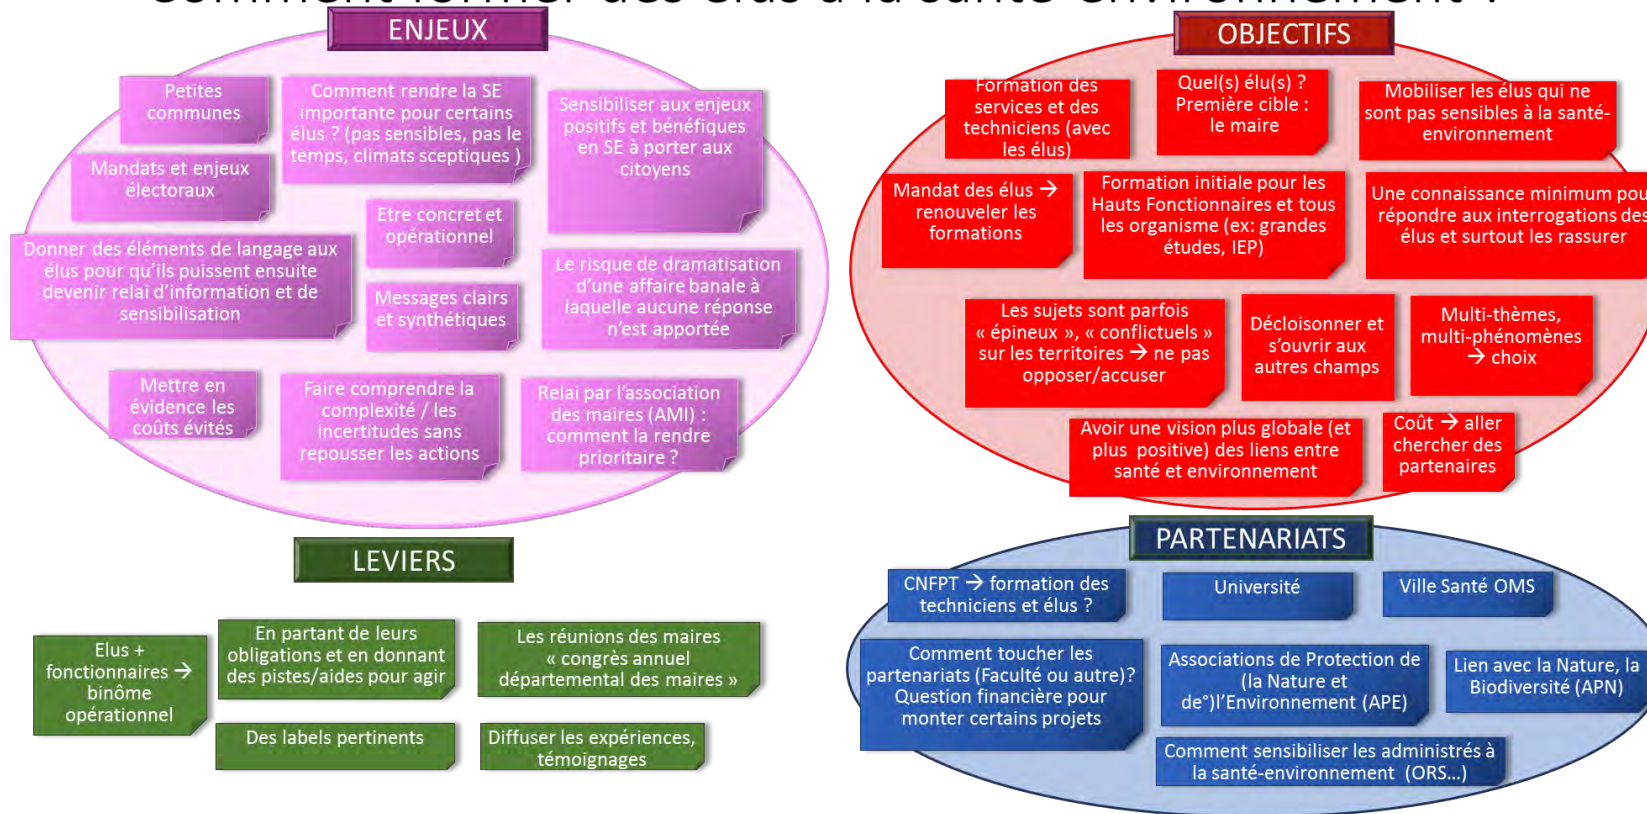 Comment former des élus à la santé-environnement ?
ENJEUX
Petites
communes
Comment rendre la SE
importante pour certains
élus ? (pas sensibles, pas le
temps, climats sceptiques )
Sensibiliser aux enjeux
positifs et bénéfiques
en SE à porter aux
citoyens
Mandats et enjeux
électoraux
Etre concret et
opérationnel
Donner des éléments de langage aux
élus pour qu'ils puissent ensuite
devenir relai d'information et de
sensibilisation
Messages clairs
et synthétiques
Le risque de dramatisation
d'une affaire banale à
laquelle aucune réponse
n'est apportée
Mettre en
évidence les
coûts évités
Faire comprendre la
complexité / les
incertitudes sans
repousser les actions
Relai par l'association
des maires (AMI) :
comment la rendre
prioritaire ?
OBJECTIFS
Formation des
services et des
techniciens (avec
les élus)
Quel(s) élu(s) ?
Première cible :
le maire
Mobiliser les élus qui ne
sont pas sensibles à la santé-
environnement
Mandat des élus →
renouveler les
formations
Formation initiale pour les
Hauts Fonctionnaires et tous
les organisme (ex: grandes
études, IEP)
Une connaissance minimum pour
répondre aux interrogations des
élus et surtout les rassurer
Les sujets sont parfois
« épineux », « conflictuels »
sur les territoires → ne pas
opposer/accuser
Décloisonner et
s'ouvrir aux
autres champs
Multi-thèmes,
multi-phénomènes
→ choix
Avoir une vision plus globale (et
plus positive) des liens entre
santé et environnement
Coût → aller
chercher des
partenaires
LEVIERS
Elus +
fonctionnaires →
binôme
opérationnel
En partant de leurs
obligations et en donnant
des pistes/aides pour agir
Les réunions des maires
« congrès annuel
départemental des maires »
Des labels pertinents
Diffuser les expériences,
témoignages
PARTENARIATS
CNFPT → formation des
techniciens et élus ?
Université
Ville Santé OMS
Comment toucher les
partenariats (Faculté ou autre)?
Question financière pour
monter certains projets
Associations de Protection de
(la Nature et
de°)l'Environnement (APE)
Lien avec la Nature, la
Biodiversité (APN)
Comment sensibiliser les administrés à
la santé-environnement (ORS...)